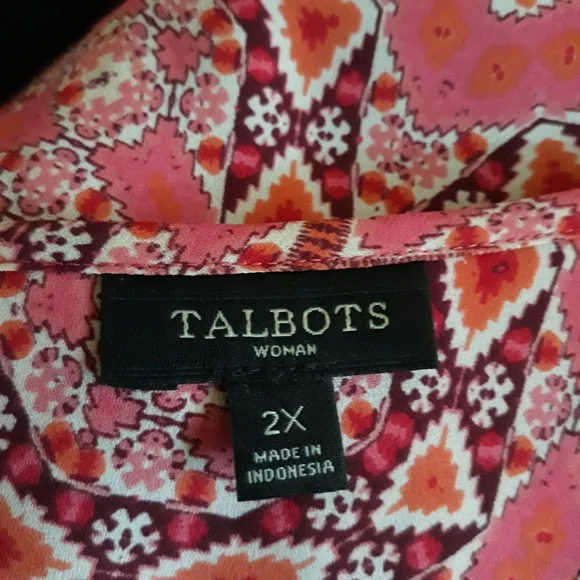 TALBOTS
WOMAN
2X
MADE IN
INDONESIA